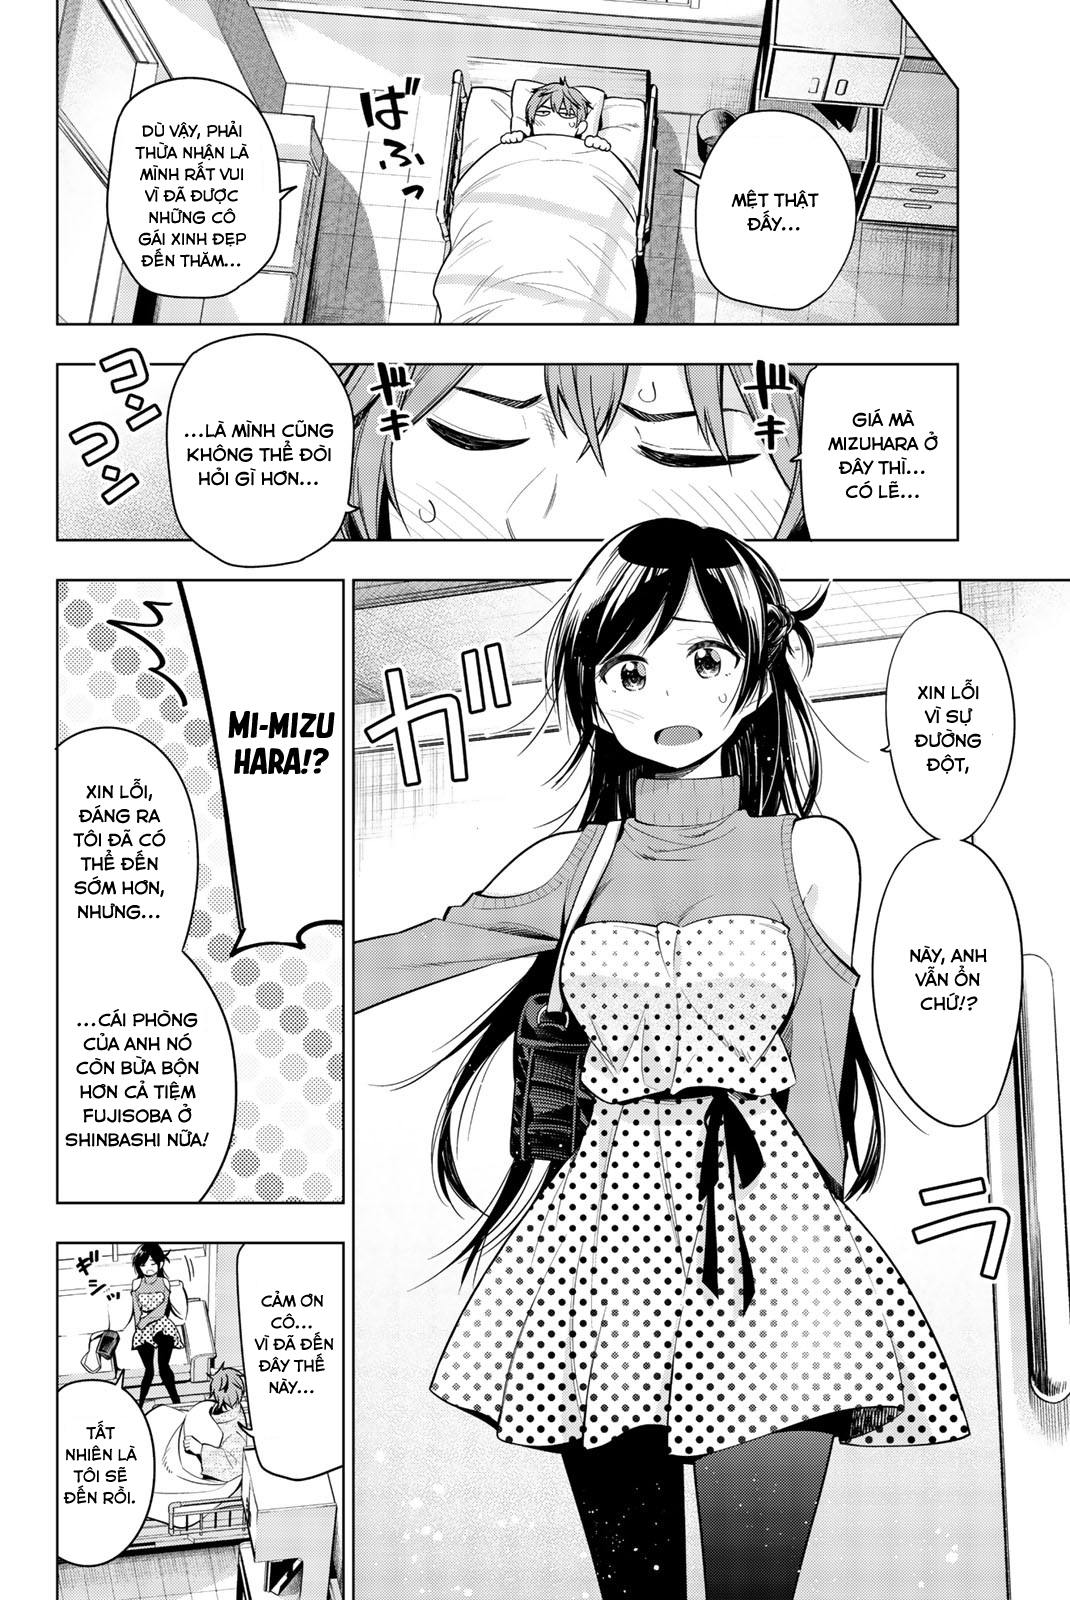 MỆT THẬT
ĐẤY...
ばふっ
DÙ VẬY, PHẢI
THỪA NHẬN LÀ
MÌNH RẤT VUI
VÌ ĐÃ ĐƯỢC
NHỮNG CÔ
GÁI XINH ĐẸP
ĐẾN THĂM...
GIÁ MÀ
MIZUHARA Ở
ĐÂY THÌ...
CÓ LẼ...
ドキ
ドキ
...LÀ MÌNH CŨNG
KHÔNG THỂ ĐÒI
HỎI GÌ HƠN...
コンコン
XIN LỖI
VÌ SỰ
ĐƯỜNG
ĐỘT,
NÀY, ANH
VẪN ỔN
CHỨ!?
ガラ
MI-MIZU
HARA!?
XIN LỖI,
ĐÁNG RA
TÔI ĐÃ CÓ
THỂ ĐẾN
SỚM HƠN,
NHƯNG...
...CÁI PHÒNG
CỦA ANH NÓ
CÒN BỪA BỘN
HƠN CẢ TIỆM
FUJISOBA Ở
SHINBASHI NỮA!
CẢM ƠN
CÔ...
VÌ ĐÃ ĐẾN
ĐÂY THẾ
NÀY...
ギシ
TẤT
NHIÊN LÀ
TÔI SẼ
ĐẾN RỒI.